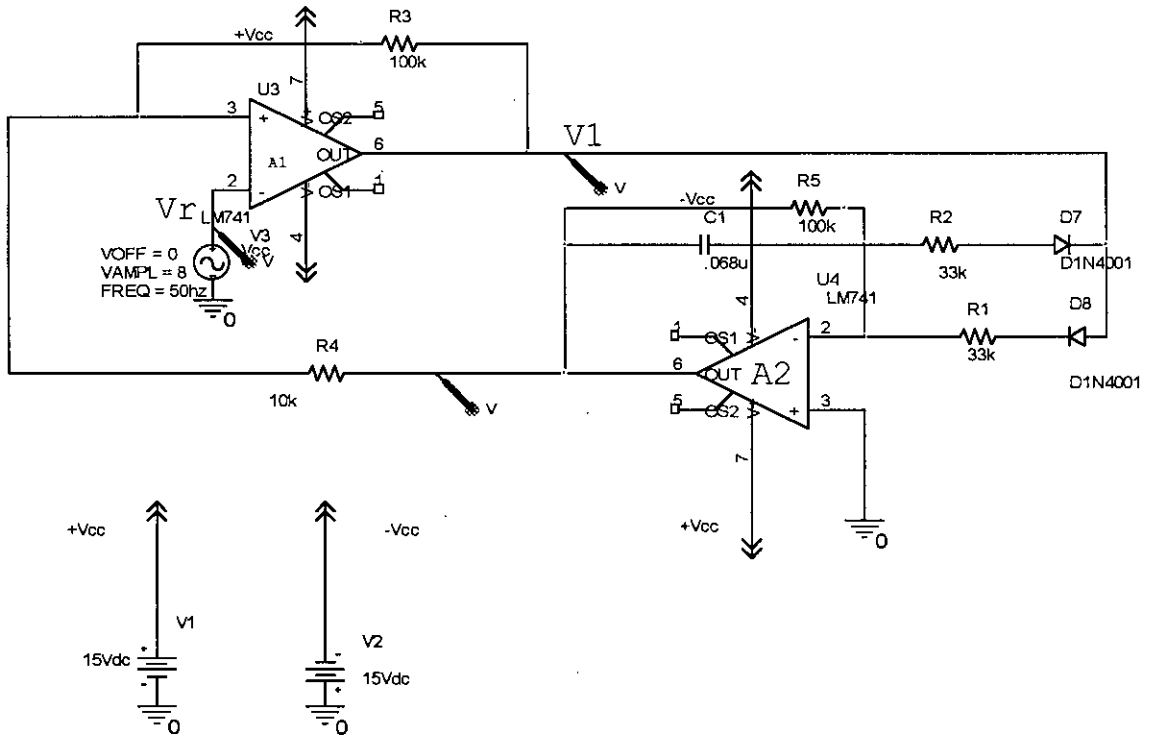 +Vcc
R3
100k
7
U3
3
+
V
OS2
5
A1
OUT
6
V1
2
-
V
OS1
1
V
Vr
LM741
V3
Vcc
V
4
VOFF = 0
VAMPL = 8
FREQ = 50hz
0
-Vcc
R5
100k
C1
.068u
R2
33k
D7
D1N4001
U4
LM741
4
R1
33k
D8
D1N4001
1
OS1
V
-
2
6
OUT
A2
5
OS2
V
+
3
7
R4
10k
V
+Vcc
0
+Vcc
-Vcc
V1
+
15Vdc
-
0
V2
-
15Vdc
+
0